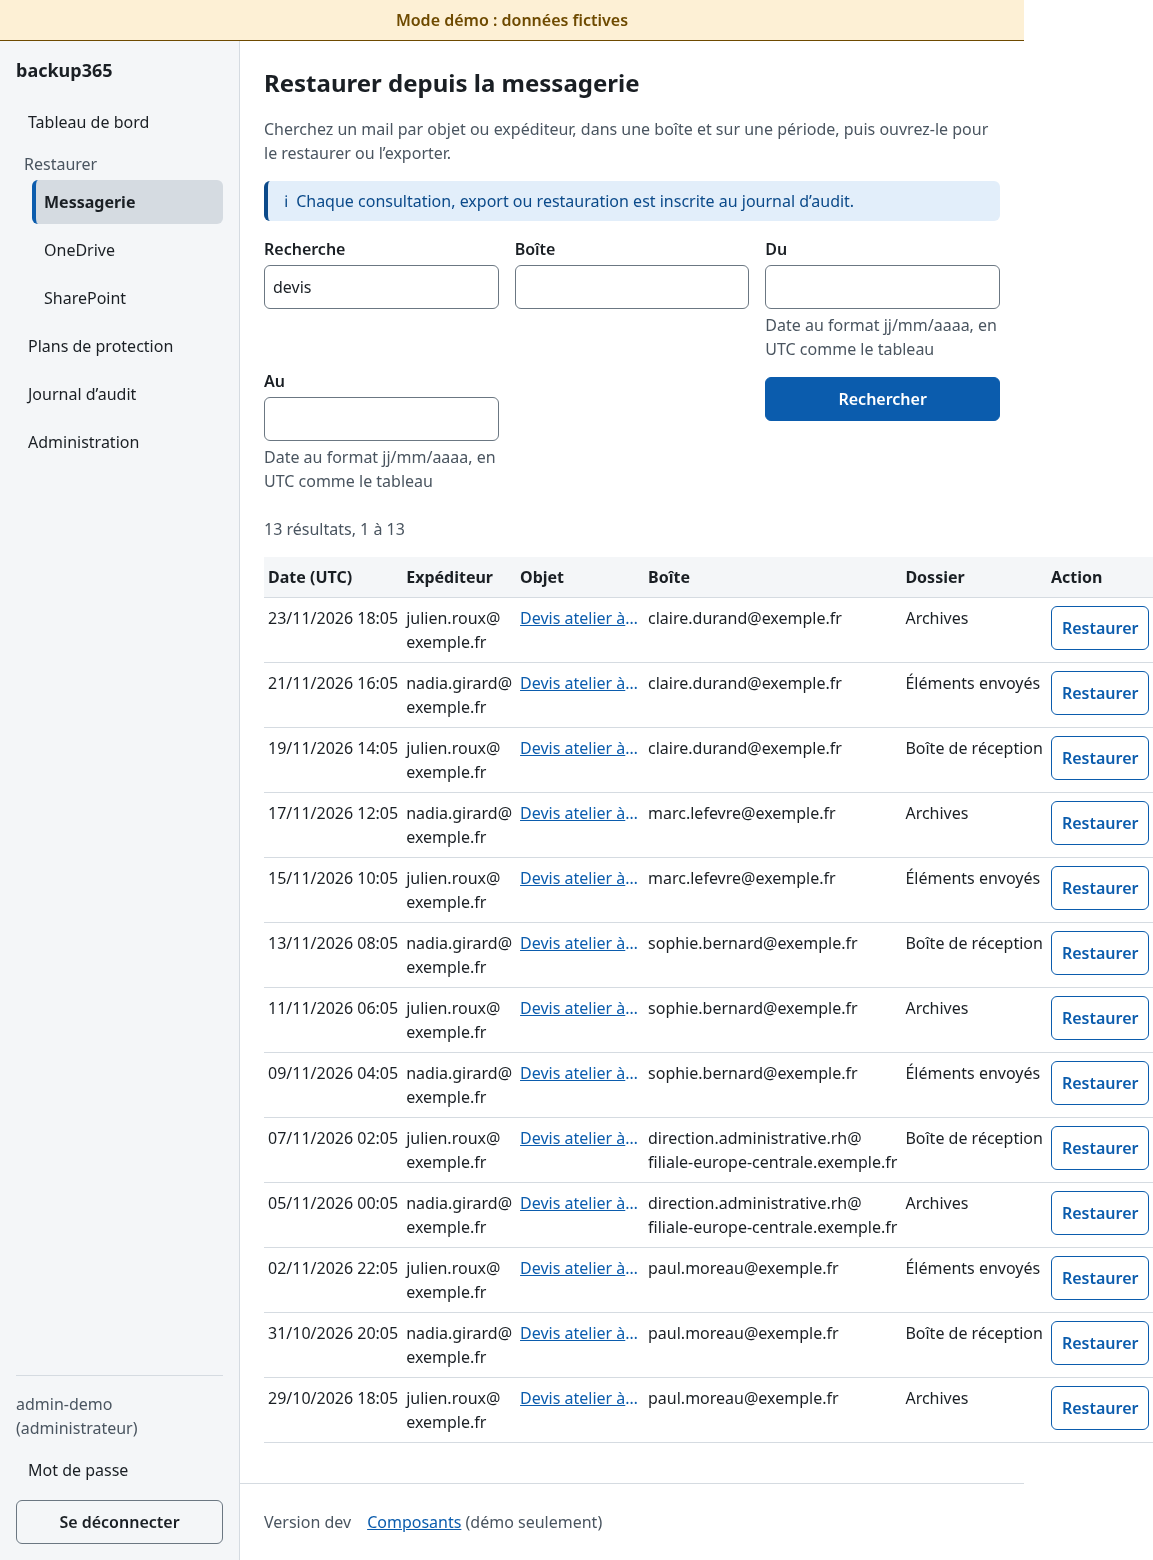 Mode démo : données fictives
backup365
Tableau de bord
Restaurer
Messagerie
OneDrive
SharePoint
Plans de protection
Journal d’audit
Administration
admin-demo
(administrateur)
Mot de passe
Se déconnecter
Restaurer depuis la messagerie
Cherchez un mail par objet ou expéditeur, dans une boîte et sur une période, puis ouvrez-le pour
le restaurer ou l’exporter.
i Chaque consultation, export ou restauration est inscrite au journal d’audit.
Recherche Boîte Du
devis
Date au format jj/mm/aaaa, en
UTC comme le tableau
Au
Rechercher
Date au format jj/mm/aaaa, en
UTC comme le tableau
13 résultats, 1 à 13
Date (UTC) Expéditeur Objet Boîte Dossier Action
23/11/2026 18:05 julien.roux@ Devis atelier à… claire.durand@exemple.fr Archives Restaurer
exemple.fr
21/11/2026 16:05 nadia.girard@ Devis atelier à… claire.durand@exemple.fr Éléments envoyés Restaurer
exemple.fr
19/11/2026 14:05 julien.roux@ Devis atelier à… claire.durand@exemple.fr Boîte de réception Restaurer
exemple.fr
17/11/2026 12:05 nadia.girard@ Devis atelier à… marc.lefevre@exemple.fr Archives Restaurer
exemple.fr
15/11/2026 10:05 julien.roux@ Devis atelier à… marc.lefevre@exemple.fr Éléments envoyés Restaurer
exemple.fr
13/11/2026 08:05 nadia.girard@ Devis atelier à… sophie.bernard@exemple.fr Boîte de réception Restaurer
exemple.fr
11/11/2026 06:05 julien.roux@ Devis atelier à… sophie.bernard@exemple.fr Archives Restaurer
exemple.fr
09/11/2026 04:05 nadia.girard@ Devis atelier à… sophie.bernard@exemple.fr Éléments envoyés Restaurer
exemple.fr
07/11/2026 02:05 julien.roux@ Devis atelier à… direction.administrative.rh@ Boîte de réception Restaurer
exemple.fr filiale-europe-centrale.exemple.fr
05/11/2026 00:05 nadia.girard@ Devis atelier à… direction.administrative.rh@ Archives Restaurer
exemple.fr filiale-europe-centrale.exemple.fr
02/11/2026 22:05 julien.roux@ Devis atelier à… paul.moreau@exemple.fr Éléments envoyés Restaurer
exemple.fr
31/10/2026 20:05 nadia.girard@ Devis atelier à… paul.moreau@exemple.fr Boîte de réception Restaurer
exemple.fr
29/10/2026 18:05 julien.roux@ Devis atelier à… paul.moreau@exemple.fr Archives Restaurer
exemple.fr
Version dev Composants (démo seulement)